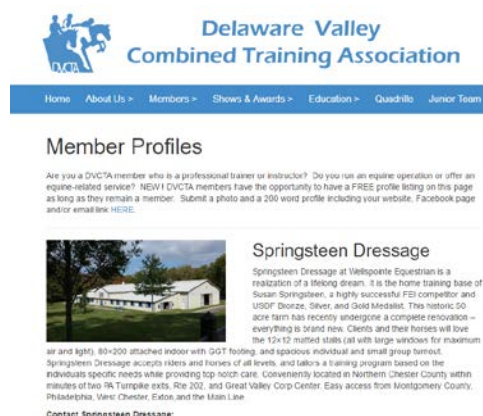 DVCTA
Delaware Valley
Combined Training Association
Home About Us > Members > Shows & Awards > Education > Quadrille Junior Team
Member Profiles
Are you a DVCTA member who is a professional trainer or instructor? Do you run an equine operation or offer an
equine-related service? NEW! DVCTA members have the opportunity to have a FREE profile listing on this page
as long as they remain a member. Submit a photo and a 200 word profile including your website, Facebook page
and/or email link HERE.
Springsteen Dressage
Springsteen Dressage at Wellspointe Equestrian is a
realization of a lifelong dream. It is the home training base of
Susan Springsteen, a highly successful FEI competitor and
USDF Bronze, Silver, and Gold Medalist. This historic 50
acre farm has recently undergone a complete renovation –
everything is brand new. Clients and their horses will love
the 12×12 matted stalls (all with large windows for maximum
air and light), 80×200 attached indoor with GGT footing, and spacious individual and small group turnout.
Springsteen Dressage accepts riders and horses of all levels, and tailors a training program based on the
individuals specific needs while providing top notch care. Conveniently located in Northern Chester County within
minutes of two PA Turnpike exits, Rte 202, and Great Valley Corp Center. Easy access from Montgomery County,
Philadelphia, West Chester, Exton and the Main Line
Contact Springsteen Dressage: